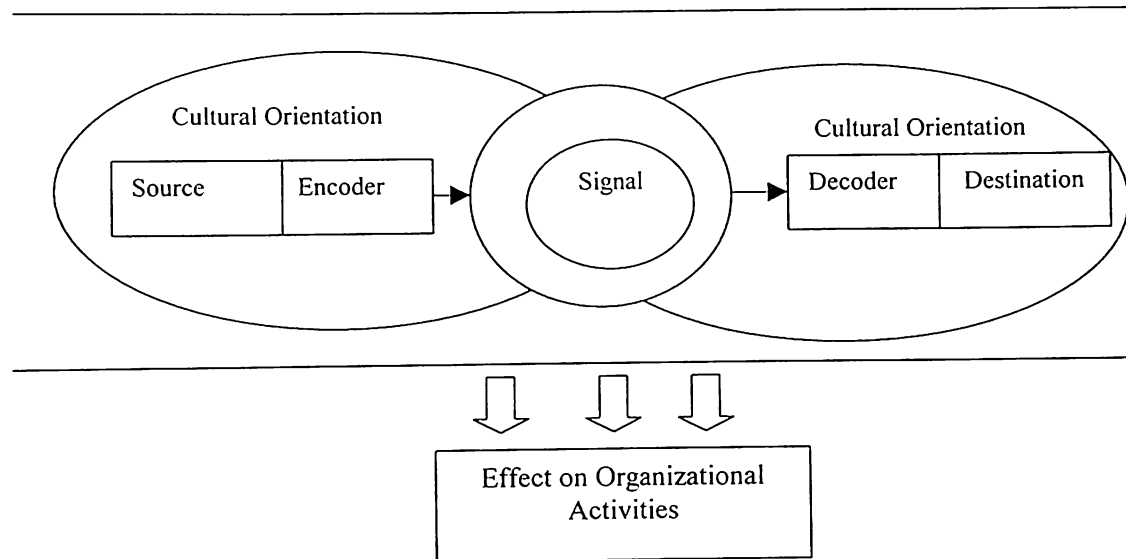 Cultural Orientation
Source
Encoder
Signal
Cultural Orientation
Decoder
Destination
Effect on Organizational
Activities